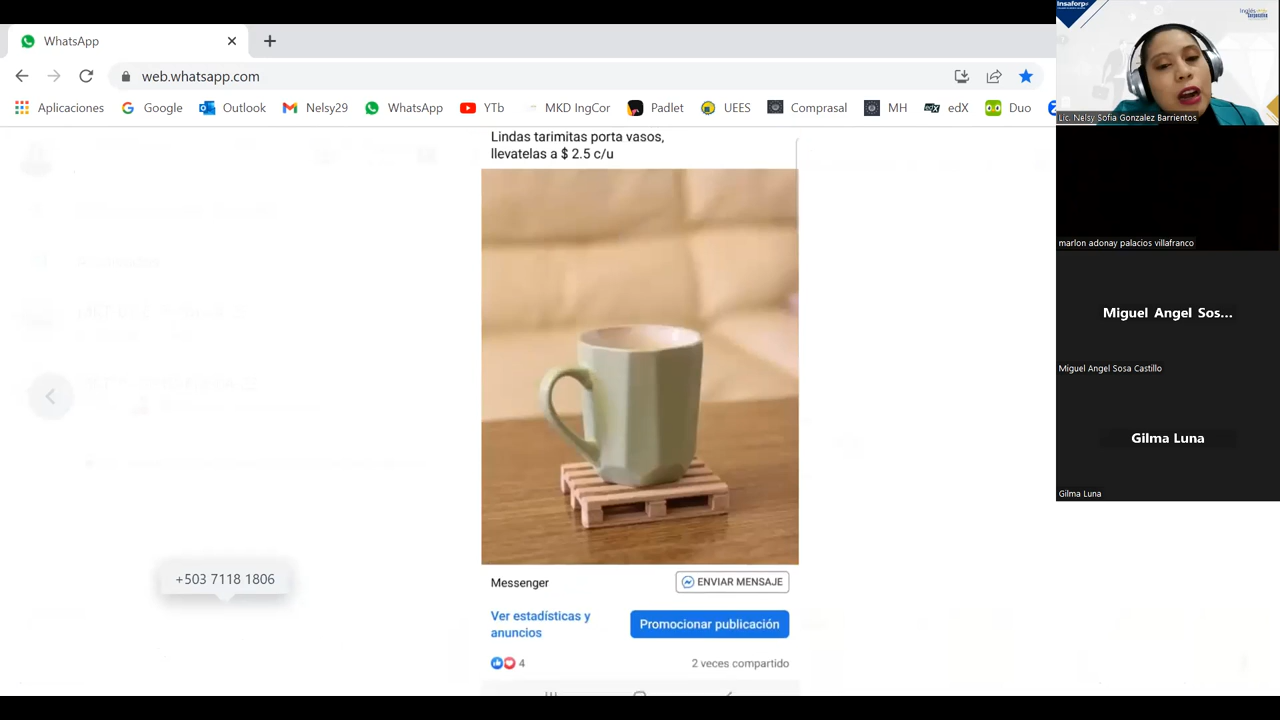 WhatsApp
web.whatsapp.com
Aplicaciones
Google
Outlook
Nelsy29
WhatsApp
YTb
MKD IngCor
Padlet
UEES
Comprasal
MH
edX
Duo
Lindas tarimitas porta vasos,
llevatelas a $ 2.5 c/u
Messenger
ENVIAR MENSAJE
Ver estadísticas y
anuncios
Promocionar publicación
4
2 veces compartido
+503 7118 1806
Insaforp
Inglés
Lic. Nelsy Sofia Gonzalez Barrientos
marlon adonay palacios villafranco
Miguel Angel Sos...
Miguel Angel Sosa Castillo
Gilma Luna
Gilma Luna